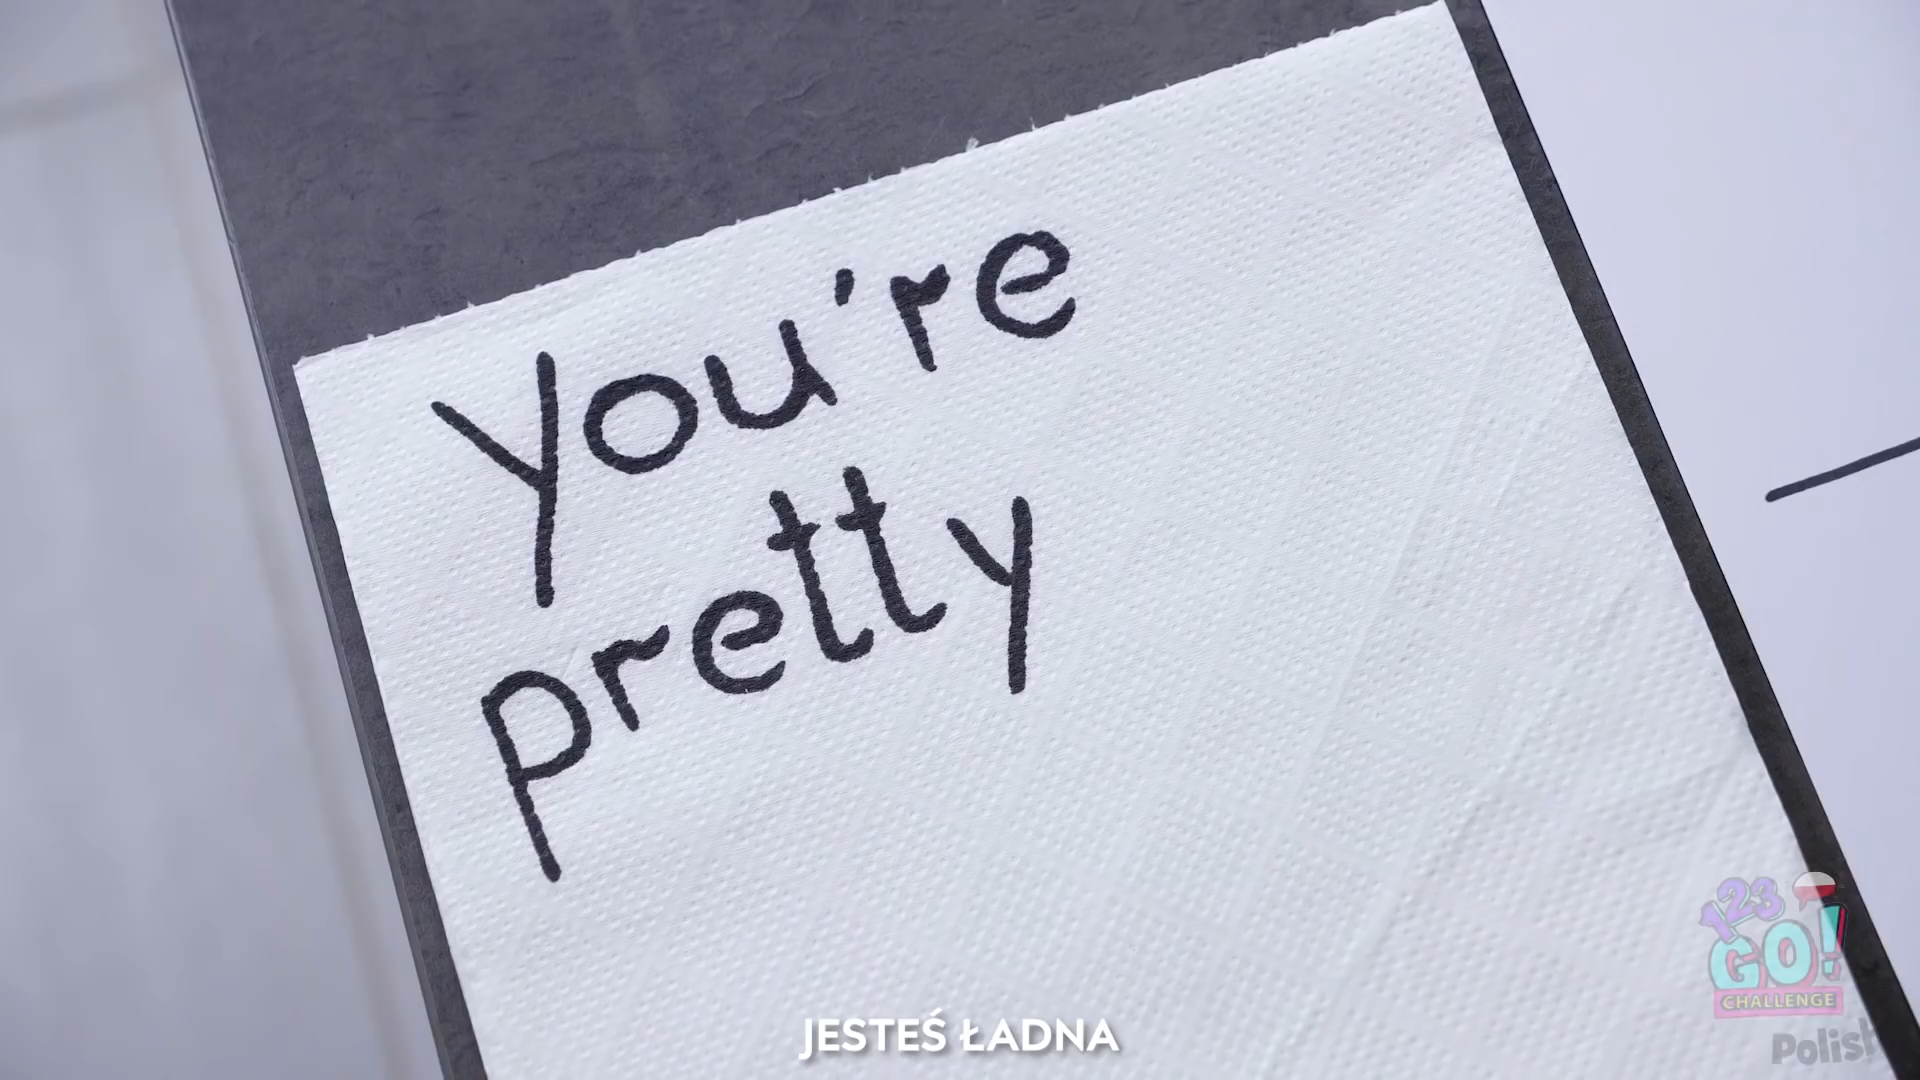 you're
pretty
JESTEŚ ŁADNA
123
GO!
CHALLENGE
Polish